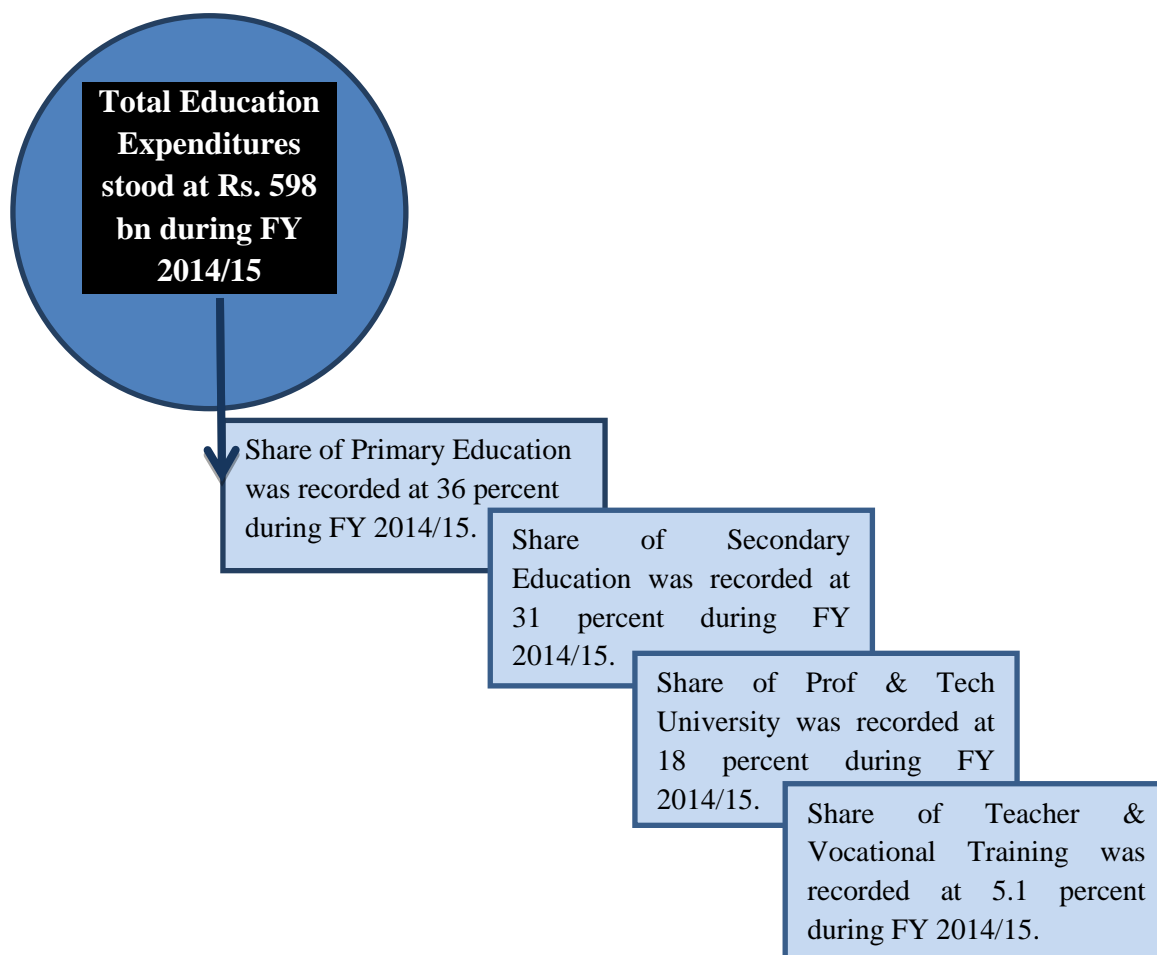 Total Education
Expenditures
stood at Rs. 598
bn during FY
2014/15
Share of Primary Education
was recorded at 36 percent
during FY 2014/15.
Share of Secondary
Education was recorded at
31 percent during FY
2014/15.
Share of Prof & Tech
University was recorded at
18 percent during FY
2014/15.
Share of Teacher &
Vocational Training was
recorded at 5.1 percent
during FY 2014/15.